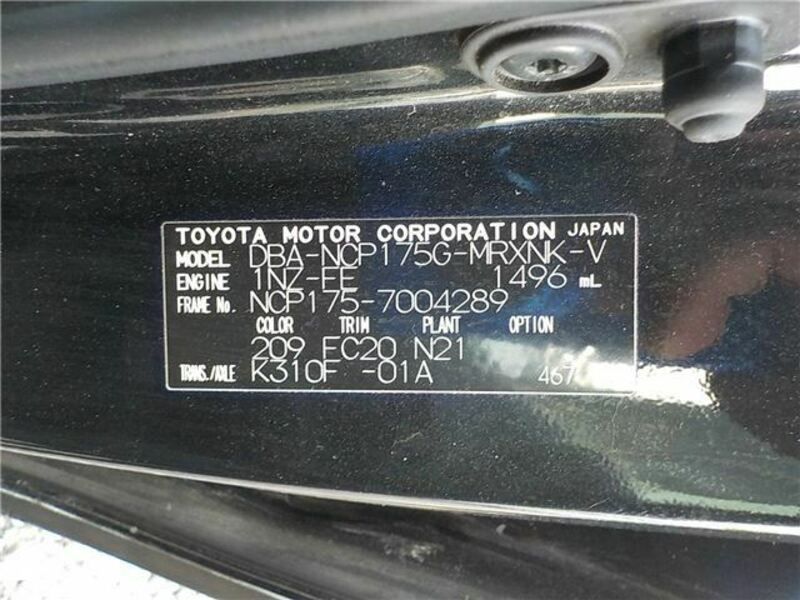 TOYOTA MOTOR CORPORATION JAPAN
MODEL DBA-NCP175G-MRXNK-V
ENGINE 1NZ-FE 1496 mL
FRAME No. NCP175-7004289
COLOR TRIM PLANT OPTION
209 FC20 N21
TRANS./AXLE K310F -01A